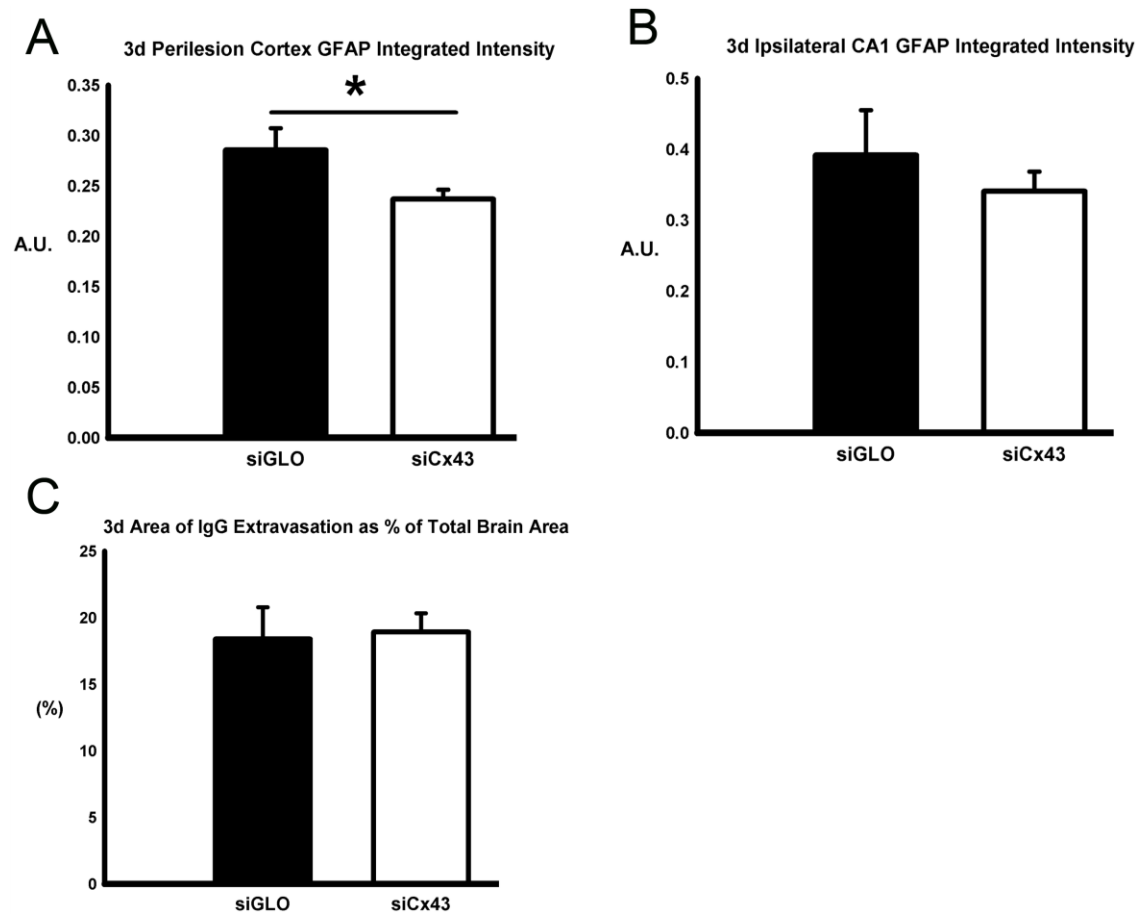 A
3d Perilesion Cortex GFAP Integrated Intensity
0.35
*
0.30
0.25
0.20
A.U.
0.15
0.10
0.05
0.00
siGLO siCx43
B
3d Ipsilateral CA1 GFAP Integrated Intensity
0.5
0.4
0.3
A.U.
0.2
0.1
0.0
siGLO siCx43
C
3d Area of IgG Extravasation as % of Total Brain Area
25
20
15
(%)
10
5
0
siGLO siCx43